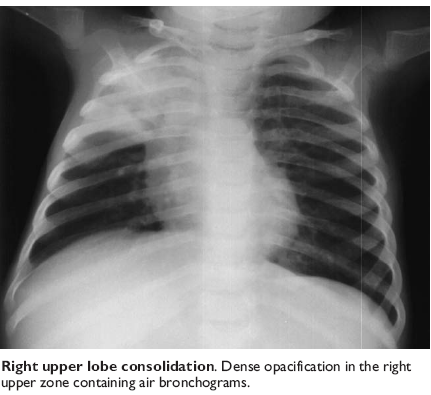 Right upper lobe consolidation. Dense opacification in the right
upper zone containing air bronchograms.